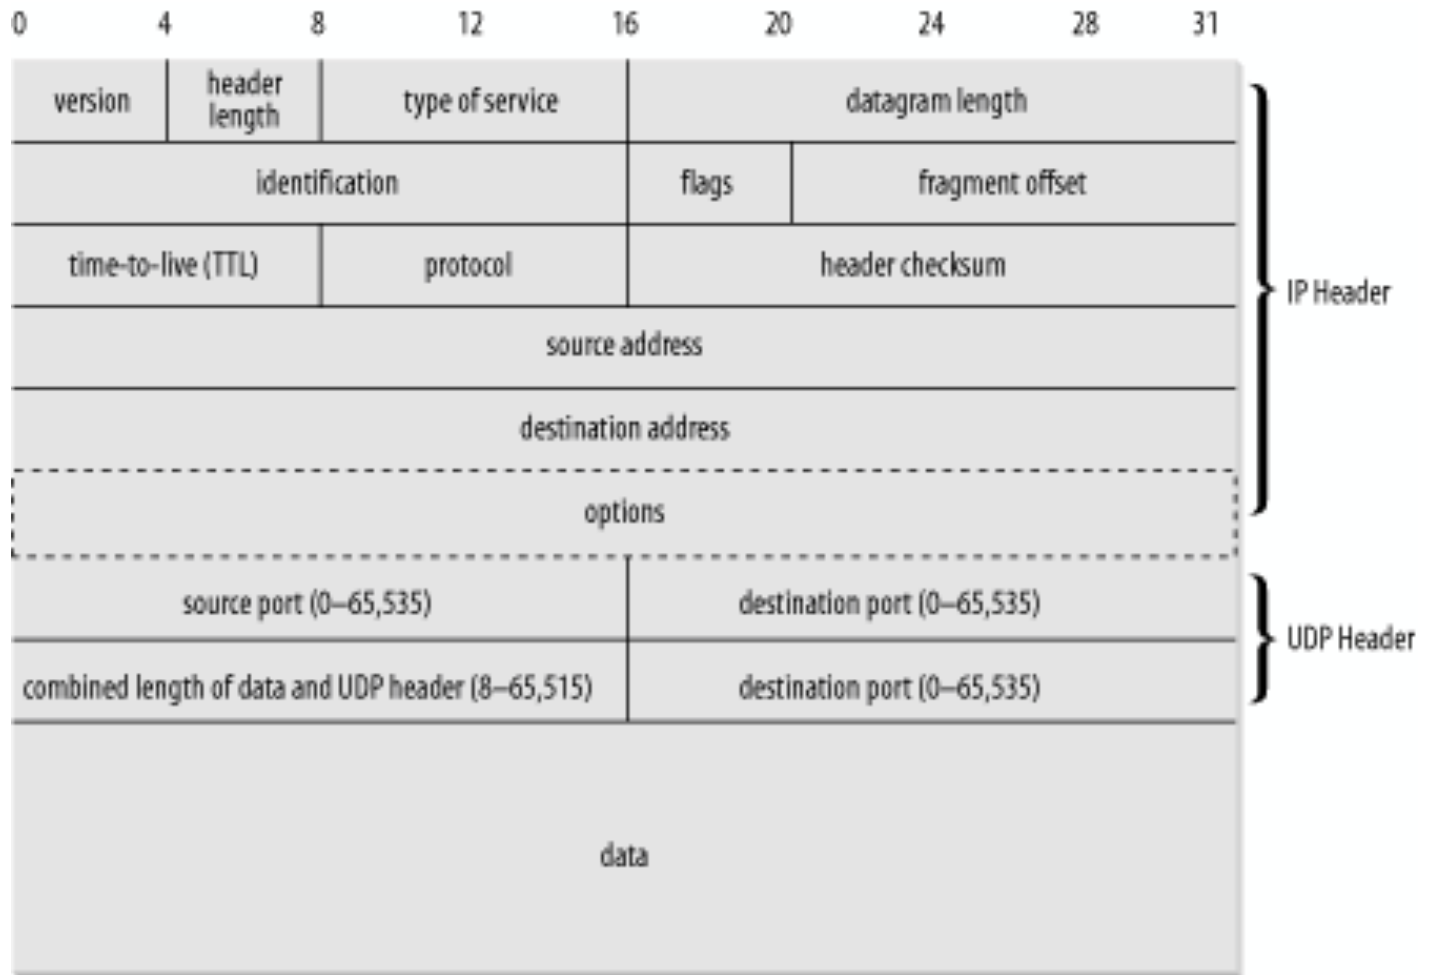 0 4 8 12 16 20 24 28 31
version header length type of service datagram length
identification flags fragment offset
time-to-live (TTL) protocol header checksum
IP Header
source address
destination address
options
source port (0–65,535) destination port (0–65,535)
UDP Header
combined length of data and UDP header (8–65,515) destination port (0–65,535)
data